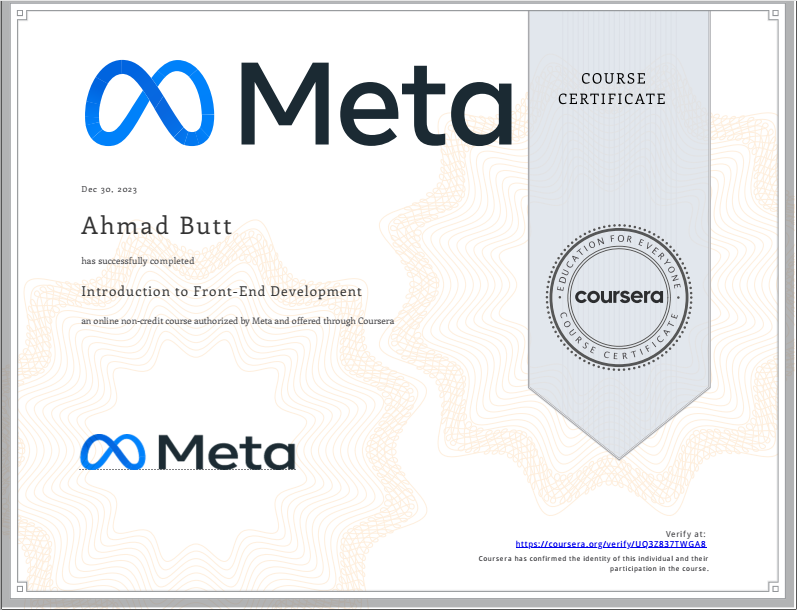 Meta
COURSE
CERTIFICATE
Dec 30, 2023
Ahmad Butt
has successfully completed
Introduction to Front-End Development
an online non-credit course authorized by Meta and offered through Coursera
EDUCATION FOR EVERYONE
coursera
COURSE CERTIFICATE
Meta
Verify at:
https://coursera.org/verify/UQ3Z837TWGA8
Coursera has confirmed the identity of this individual and their
participation in the course.